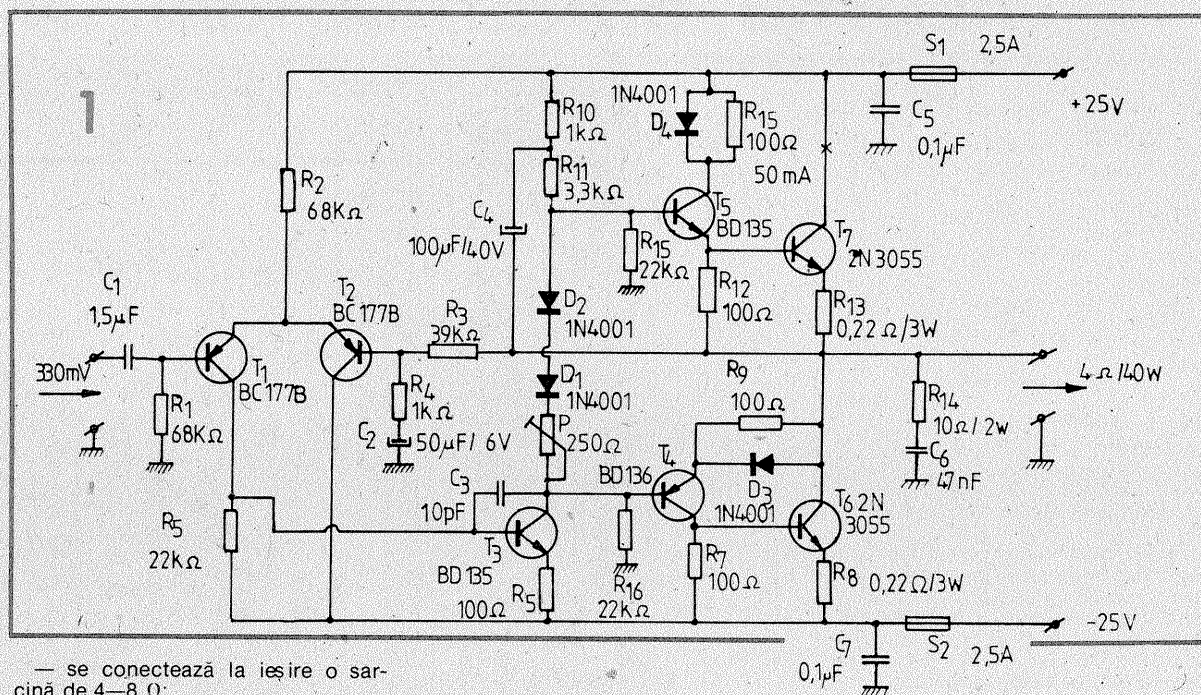 1
S1 2,5A
+25V
C5
0,1µF
1N4001
D4
R15
100Ω
50mA
R10
1kΩ
R11
3,3kΩ
R2
68KΩ
C4
100µF/40V
T5
BD135
R15
22KΩ
T7
2N3055
R12
100Ω
R13
0,22Ω/3W
C1
1,5µF
T2
BC177B
R3
39KΩ
D2
1N4001
330mV
T1
BC177B
R1
68KΩ
R4
1kΩ
C2 50µF/6V
D1
1N4001
P
250Ω
R9
100Ω
4Ω/40W
R14
10Ω/2W
C6
47nF
C3
10pF
T4
BD136
D3
1N4001
T6 2N
3055
R5
22KΩ
T3
BD135
R5
100Ω
R16
22KΩ
R7
100Ω
R8 0,22Ω/3W
C7
0,1µF
S2 2,5A
-25V
— se conectează la ieșire o sar-
cină de 4—8 Ω;